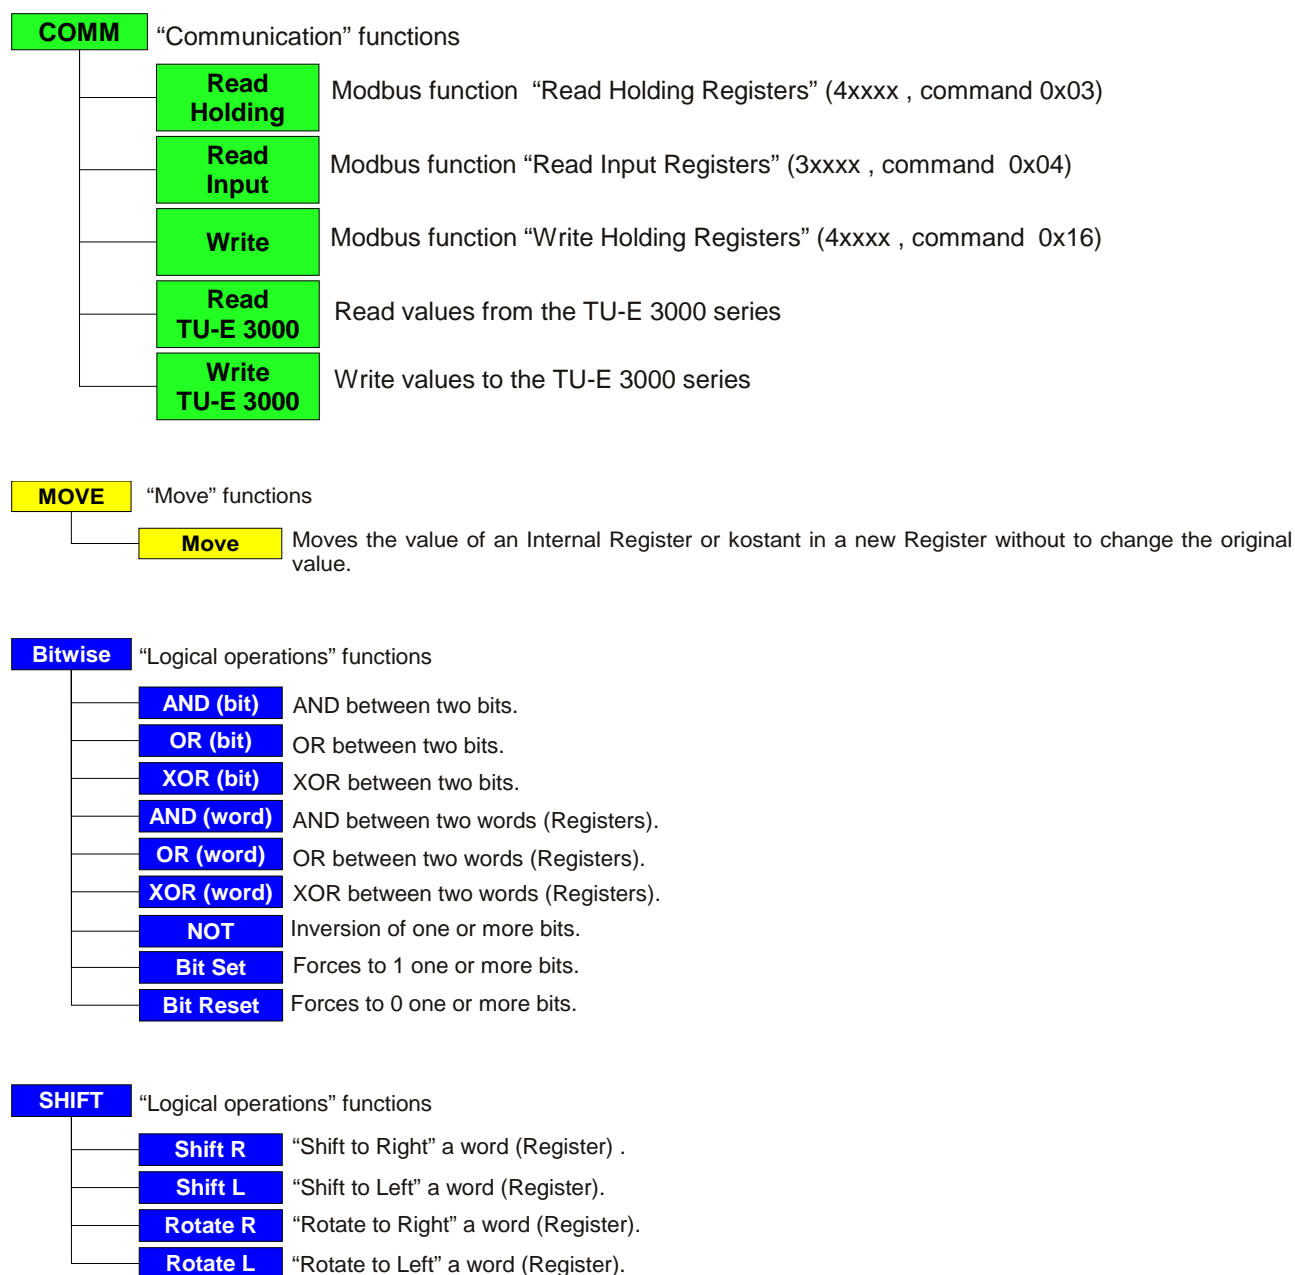 COMM
“Communication” functions
Read
Holding
Modbus function “Read Holding Registers” (4xxxx , command 0x03)
Read
Input
Modbus function “Read Input Registers” (3xxxx , command 0x04)
Write
Modbus function “Write Holding Registers” (4xxxx , command 0x16)
Read
TU-E 3000
Read values from the TU-E 3000 series
Write
TU-E 3000
Write values to the TU-E 3000 series
MOVE
“Move” functions
Move
Moves the value of an Internal Register or kostant in a new Register without to change the original
value.
Bitwise
“Logical operations” functions
AND (bit)
AND between two bits.
OR (bit)
OR between two bits.
XOR (bit)
XOR between two bits.
AND (word)
AND between two words (Registers).
OR (word)
OR between two words (Registers).
XOR (word)
XOR between two words (Registers).
NOT
Inversion of one or more bits.
Bit Set
Forces to 1 one or more bits.
Bit Reset
Forces to 0 one or more bits.
SHIFT
“Logical operations” functions
Shift R
“Shift to Right” a word (Register) .
Shift L
“Shift to Left” a word (Register).
Rotate R
“Rotate to Right” a word (Register).
Rotate L
“Rotate to Left” a word (Register).